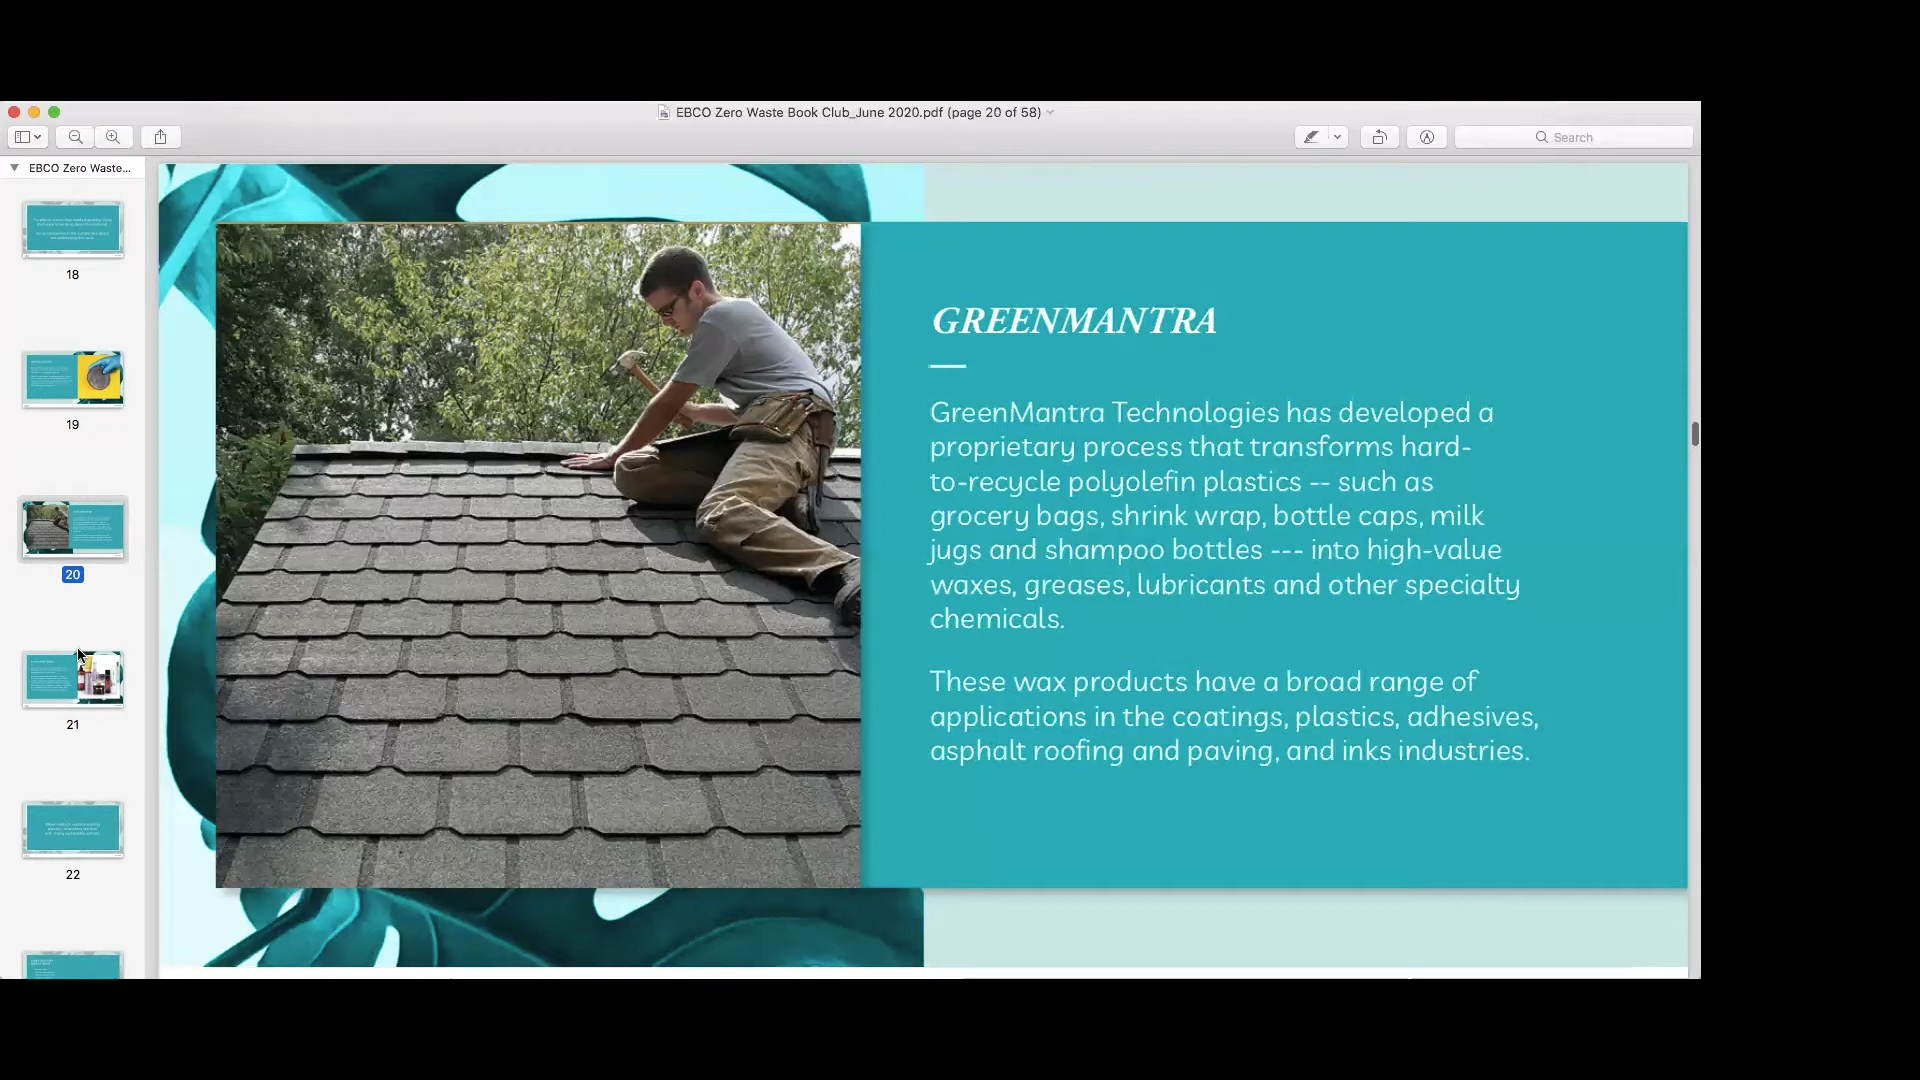 EBCO Zero Waste Book Club_June 2020.pdf (page 20 of 58)
Search
EBCO Zero Waste...
18
19
20
21
22
GREENMANTRA
GreenMantra Technologies has developed a
proprietary process that transforms hard-
to-recycle polyolefin plastics -- such as
grocery bags, shrink wrap, bottle caps, milk
jugs and shampoo bottles --- into high-value
waxes, greases, lubricants and other specialty
chemicals.
These wax products have a broad range of
applications in the coatings, plastics, adhesives,
asphalt roofing and paving, and inks industries.